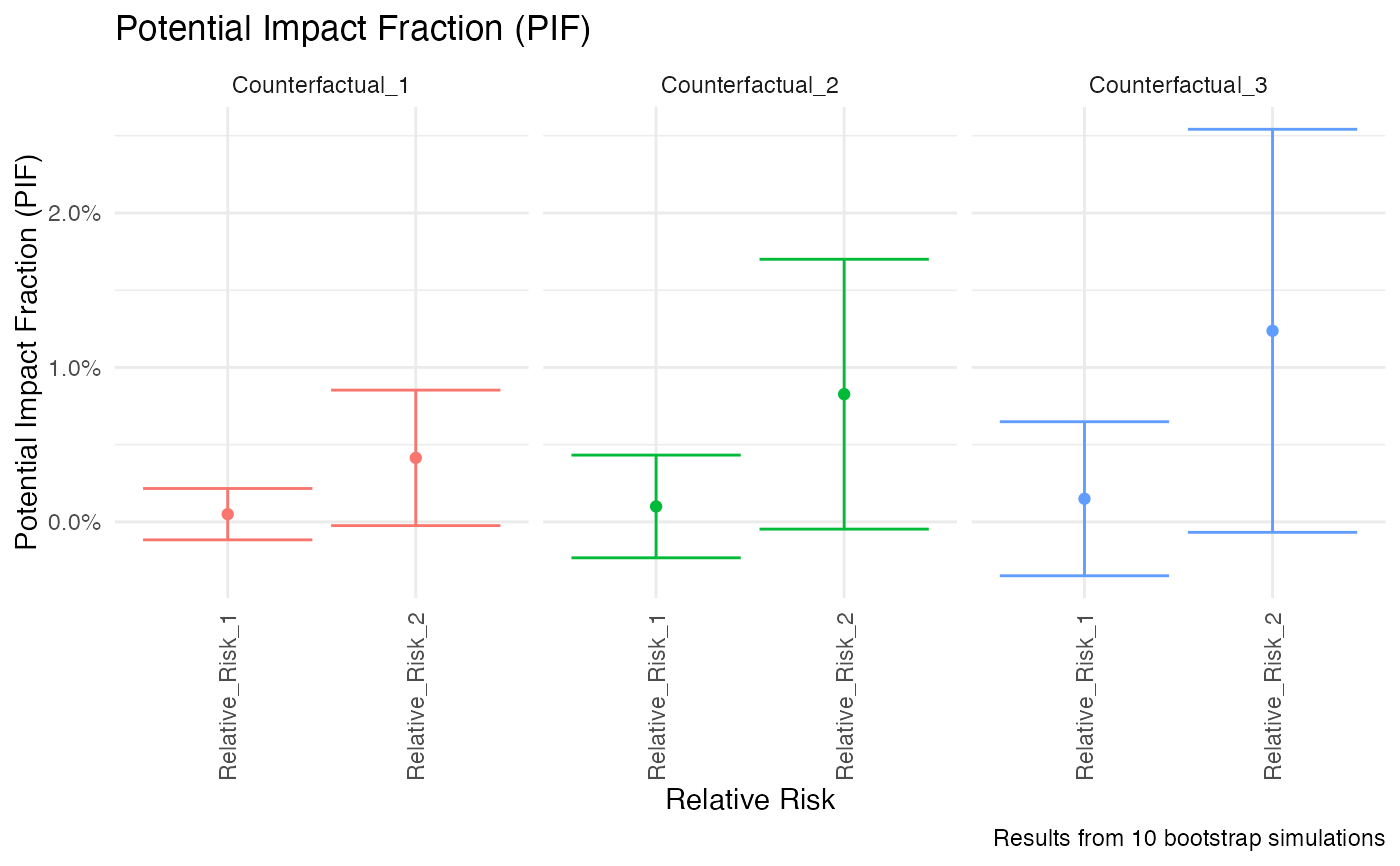 Potential Impact Fraction (PIF)
Counterfactual_1
Counterfactual_2
Counterfactual_3
Potential Impact Fraction (PIF)
2.0%
1.0%
0.0%
Relative_Risk_1
Relative_Risk_2
Relative_Risk_1
Relative_Risk_2
Relative_Risk_1
Relative_Risk_2
Relative Risk
Results from 10 bootstrap simulations